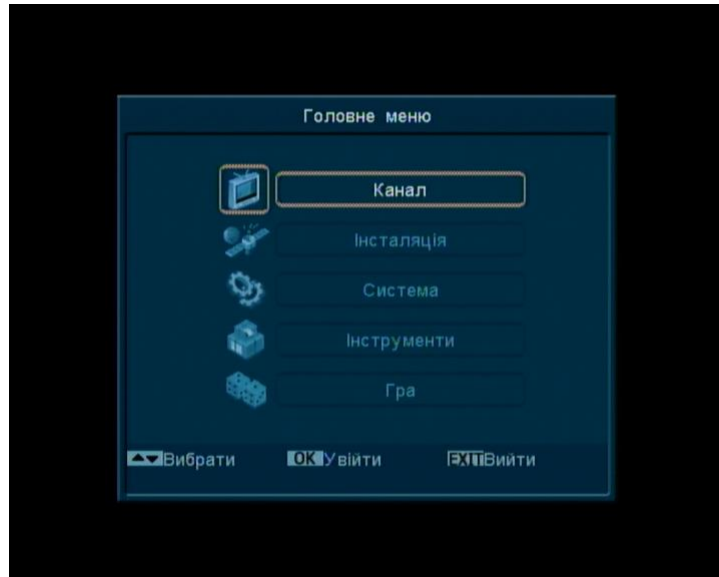 Головне меню
Канал
Інсталяція
Система
Інструменти
Гра
Вибрати OK Увійти EXIT Вийти